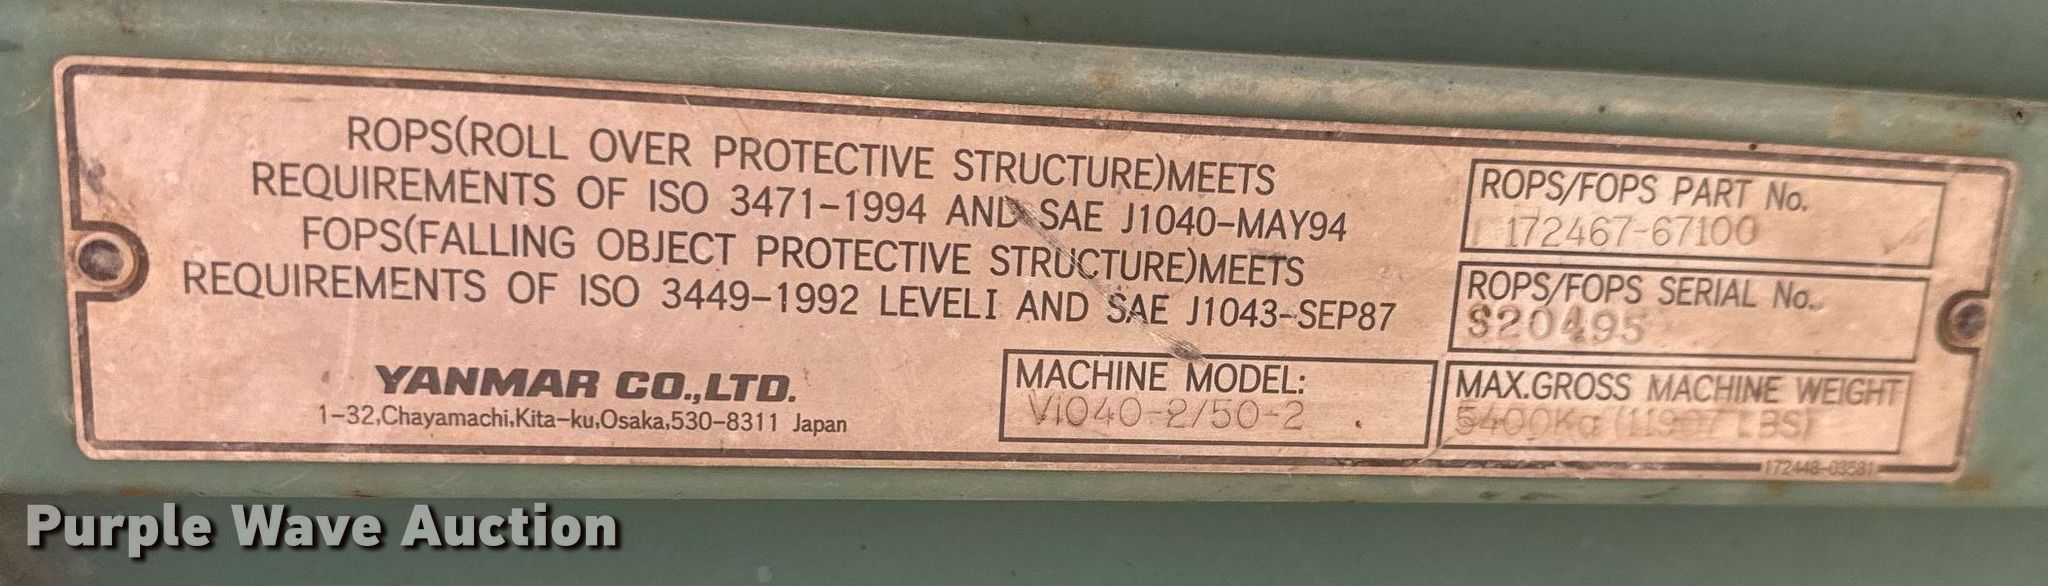 ROPS(ROLL OVER PROTECTIVE STRUCTURE)MEETS
REQUIREMENTS OF ISO 3471-1994 AND SAE J1040-MAY94
FOPS(FALLING OBJECT PROTECTIVE STRUCTURE)MEETS
REQUIREMENTS OF ISO 3449-1992 LEVELI AND SAE J1043-SEP87
YANMAR CO.,LTD.
1-32,Chayamachi,Kita-ku,Osaka,530-8311 Japan
MACHINE MODEL:
ViO40-2/50-2
ROPS/FOPS PART No.
172467-67100
ROPS/FOPS SERIAL No.
S20495
MAX.GROSS MACHINE WEIGHT
5400Kg (11907 LBS)
172448-03581
Purple Wave Auction